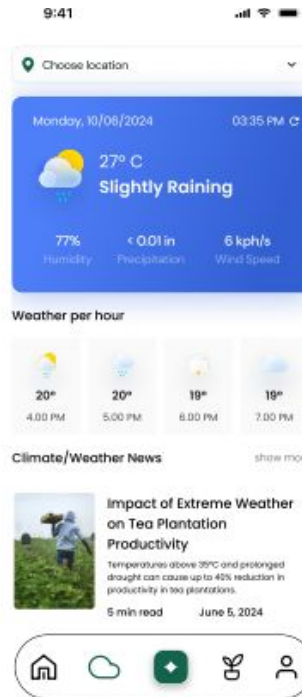 9:41
Choose location
Monday, 10/06/2024 03:35 PM
27° C
Slightly Raining
77% < 0.01 in 6 kph/s
Humidity Precipitation Wind Speed
Weather per hour
20° 20° 19° 19°
4.00 PM 5.00 PM 6.00 PM 7.00 PM
Climate/Weather News show mo
Impact of Extreme Weather
on Tea Plantation
Productivity
Temperatures above 35°C and prolonged
drought can cause up to 40% reduction in
productivity in tea plantations.
5 min read June 5, 2024